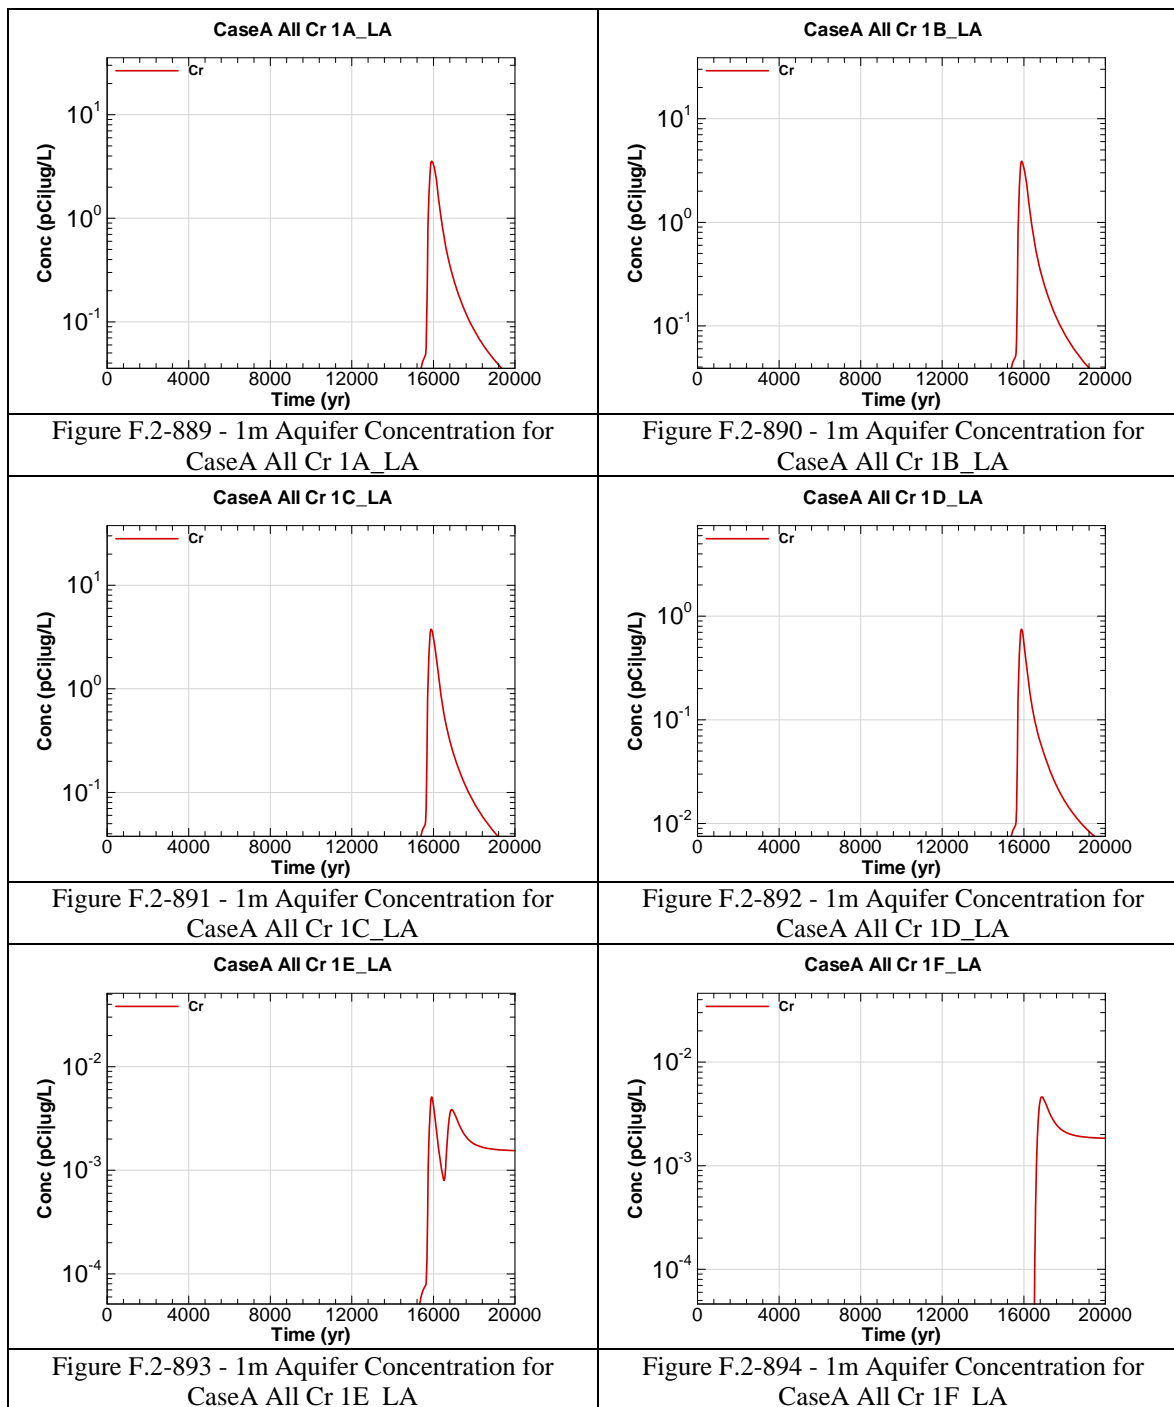 CaseA All Cr 1A_LA
Cr
Conc (pCi|ug/L)
10^1
10^0
10^-1
0 4000 8000 12000 16000 20000
Time (yr)
Figure F.2-889 - 1m Aquifer Concentration for
CaseA All Cr 1A_LA
CaseA All Cr 1B_LA
Cr
Conc (pCi|ug/L)
10^1
10^0
10^-1
0 4000 8000 12000 16000 20000
Time (yr)
Figure F.2-890 - 1m Aquifer Concentration for
CaseA All Cr 1B_LA
CaseA All Cr 1C_LA
Cr
Conc (pCi|ug/L)
10^1
10^0
10^-1
0 4000 8000 12000 16000 20000
Time (yr)
Figure F.2-891 - 1m Aquifer Concentration for
CaseA All Cr 1C_LA
CaseA All Cr 1D_LA
Cr
Conc (pCi|ug/L)
10^0
10^-1
10^-2
0 4000 8000 12000 16000 20000
Time (yr)
Figure F.2-892 - 1m Aquifer Concentration for
CaseA All Cr 1D_LA
CaseA All Cr 1E_LA
Cr
Conc (pCi|ug/L)
10^-2
10^-3
10^-4
0 4000 8000 12000 16000 20000
Time (yr)
Figure F.2-893 - 1m Aquifer Concentration for
CaseA All Cr 1E_LA
CaseA All Cr 1F_LA
Cr
Conc (pCi|ug/L)
10^-2
10^-3
10^-4
0 4000 8000 12000 16000 20000
Time (yr)
Figure F.2-894 - 1m Aquifer Concentration for
CaseA All Cr 1F_LA